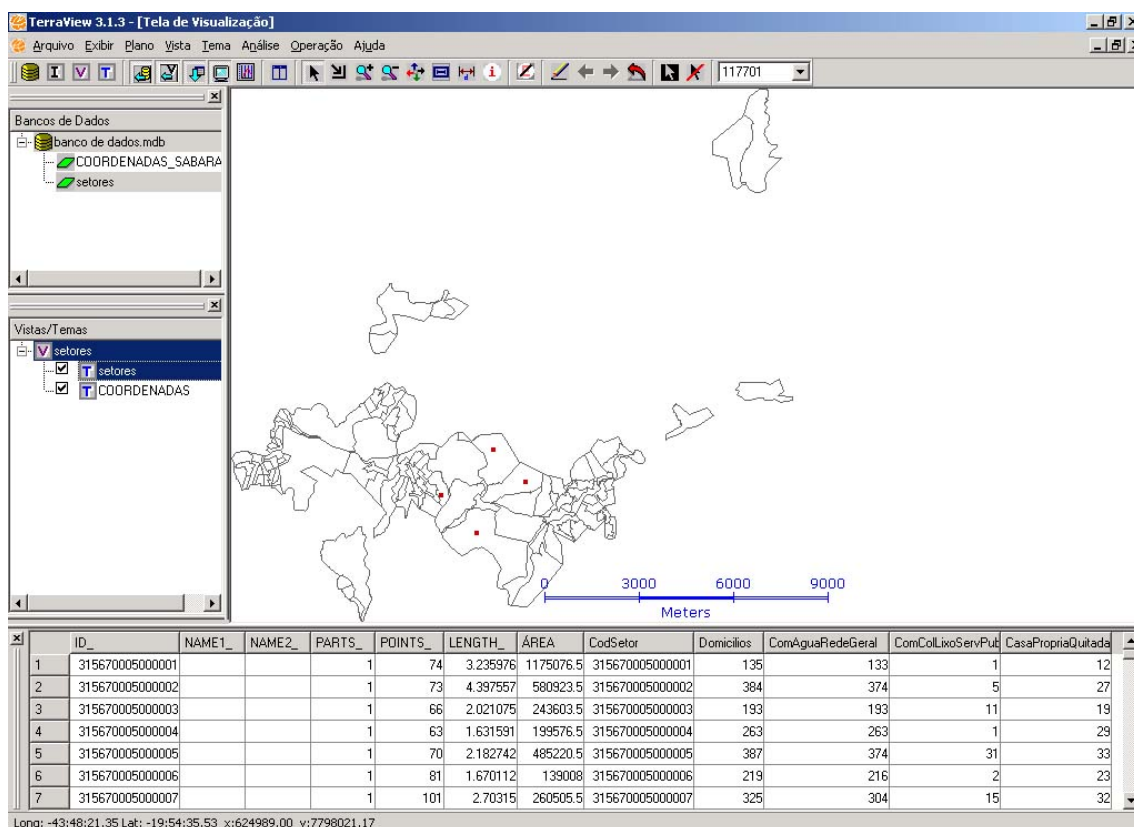 TerraView 3.1.3 - [Tela de Visualização]
Arquivo Exibir Plano Vista Tema Análise Operação Ajuda
I V T 117701
Bancos de Dados
banco de dados.mdb
COORDENADAS_SABARA
setores
Vistas/Temas
V setores
T setores
T COORDENADAS
0 3000 6000 9000
Meters
ID_ NAME1_ NAME2_ PARTS_ POINTS_ LENGTH_ ÁREA CodSetor Domicilios ComAguaRedeGeral ComColLixoServPub CasaPropriaQuitada
1 315670005000001 1 74 3.235976 1175076.5 315670005000001 135 133 1 12
2 315670005000002 1 73 4.397557 580923.5 315670005000002 384 374 5 27
3 315670005000003 1 66 2.021075 243603.5 315670005000003 193 193 11 19
4 315670005000004 1 63 1.631591 199576.5 315670005000004 263 263 1 29
5 315670005000005 1 70 2.182742 485220.5 315670005000005 387 374 31 33
6 315670005000006 1 81 1.670112 139008 315670005000006 219 216 2 23
7 315670005000007 1 101 2.70315 260505.5 315670005000007 325 304 15 32
Long: -43:48:21.35 Lat: -19:54:35.53 x:624989.00 y:7798021.17